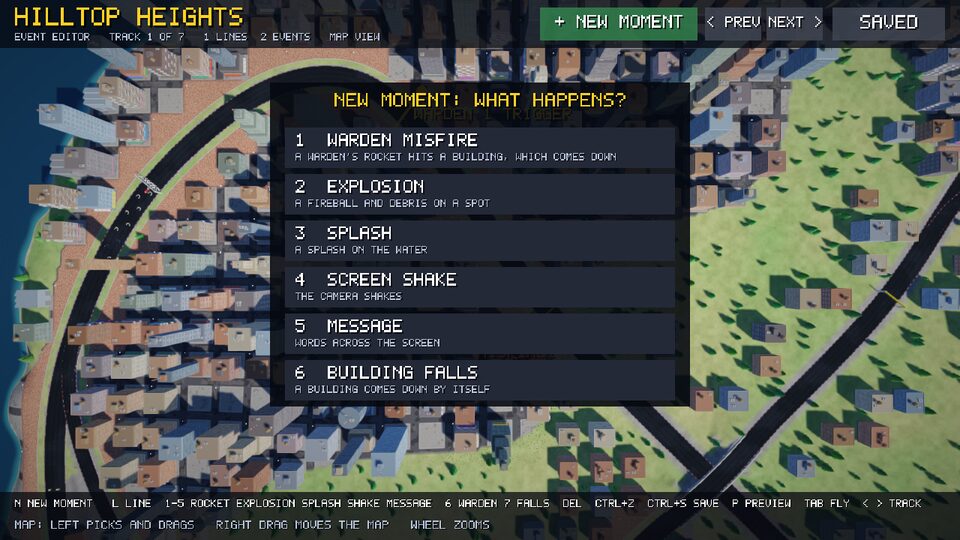 HILLTOP HEIGHTS
EVENT EDITOR TRACK 1 OF 7 1 LINES 2 EVENTS MAP VIEW
+ NEW MOMENT < PREV NEXT > SAVED
NEW MOMENT: WHAT HAPPENS?
WARDEN 1 TRIGGER
1 WARDEN MISFIRE
A WARDEN'S ROCKET HITS A BUILDING, WHICH COMES DOWN
2 EXPLOSION
A FIREBALL AND DEBRIS ON A SPOT
3 SPLASH
A SPLASH ON THE WATER
4 SCREEN SHAKE
THE CAMERA SHAKES
5 MESSAGE
WORDS ACROSS THE SCREEN
6 BUILDING FALLS
A BUILDING COMES DOWN BY ITSELF
N NEW MOMENT L LINE 1-5 ROCKET EXPLOSION SPLASH SHAKE MESSAGE 6 WARDEN 7 FALLS DEL CTRL+Z CTRL+S SAVE P PREVIEW TAB FLY < > TRACK
MAP: LEFT PICKS AND DRAGS RIGHT DRAG MOVES THE MAP WHEEL ZOOMS